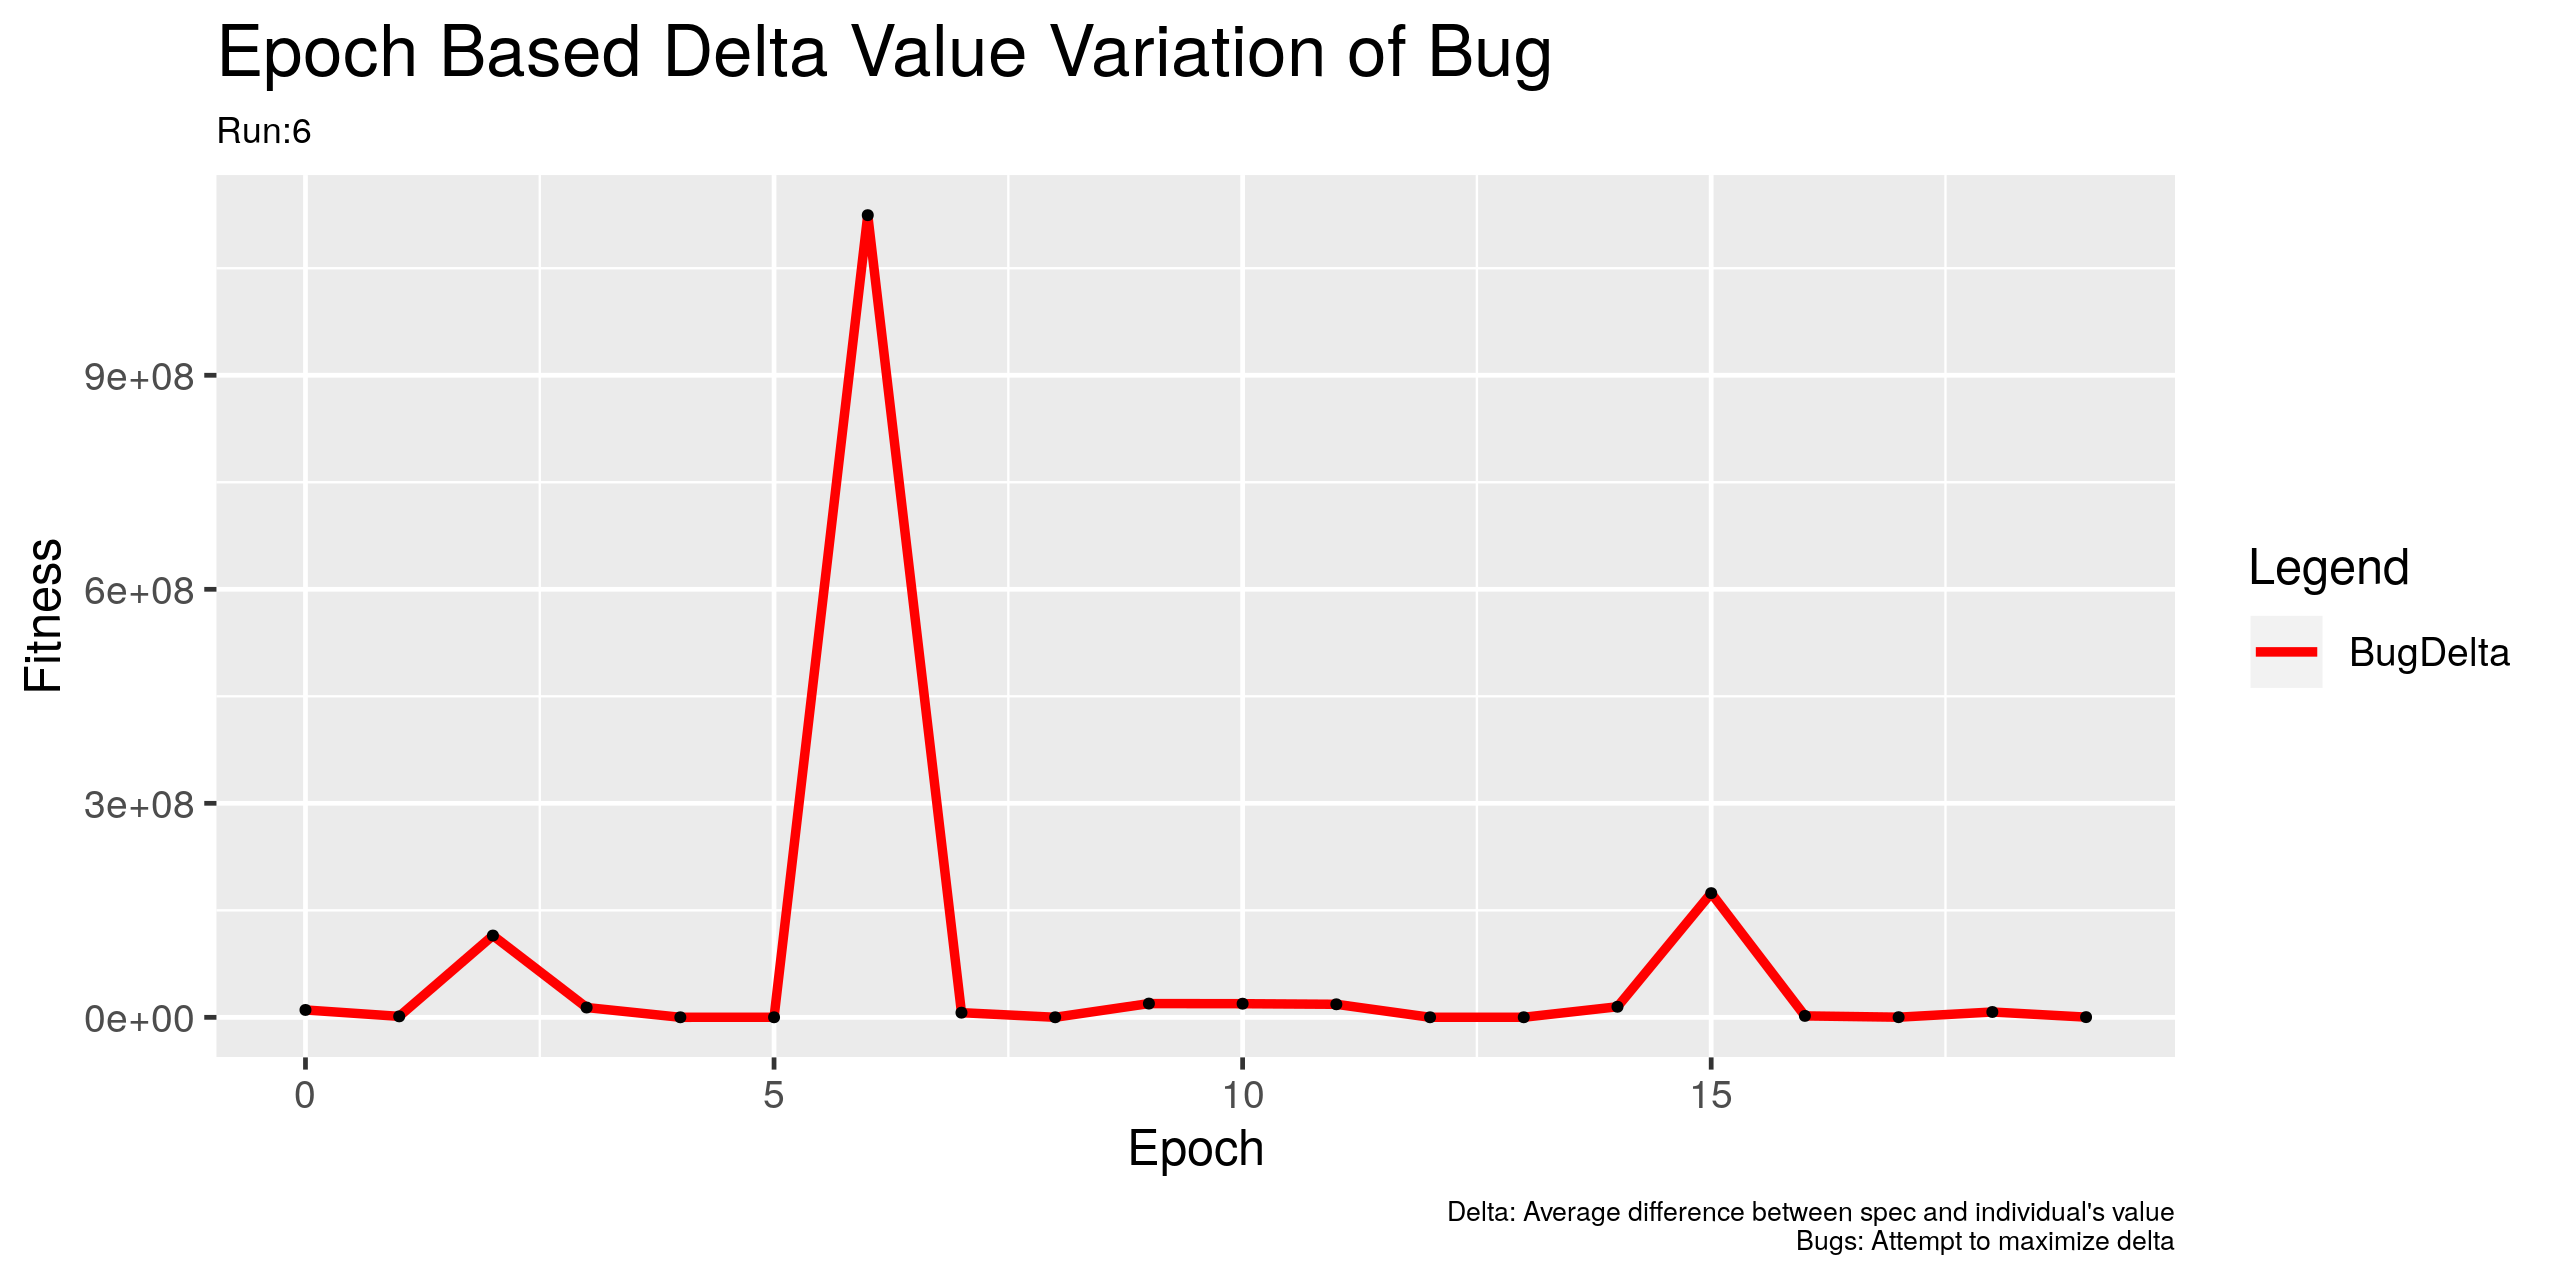 Epoch Based Delta Value Variation of Bug
Run:6
Fitness
9e+08
6e+08
3e+08
0e+00
0
5
10
15
Epoch
Legend
BugDelta
Delta: Average difference between spec and individual's value
Bugs: Attempt to maximize delta